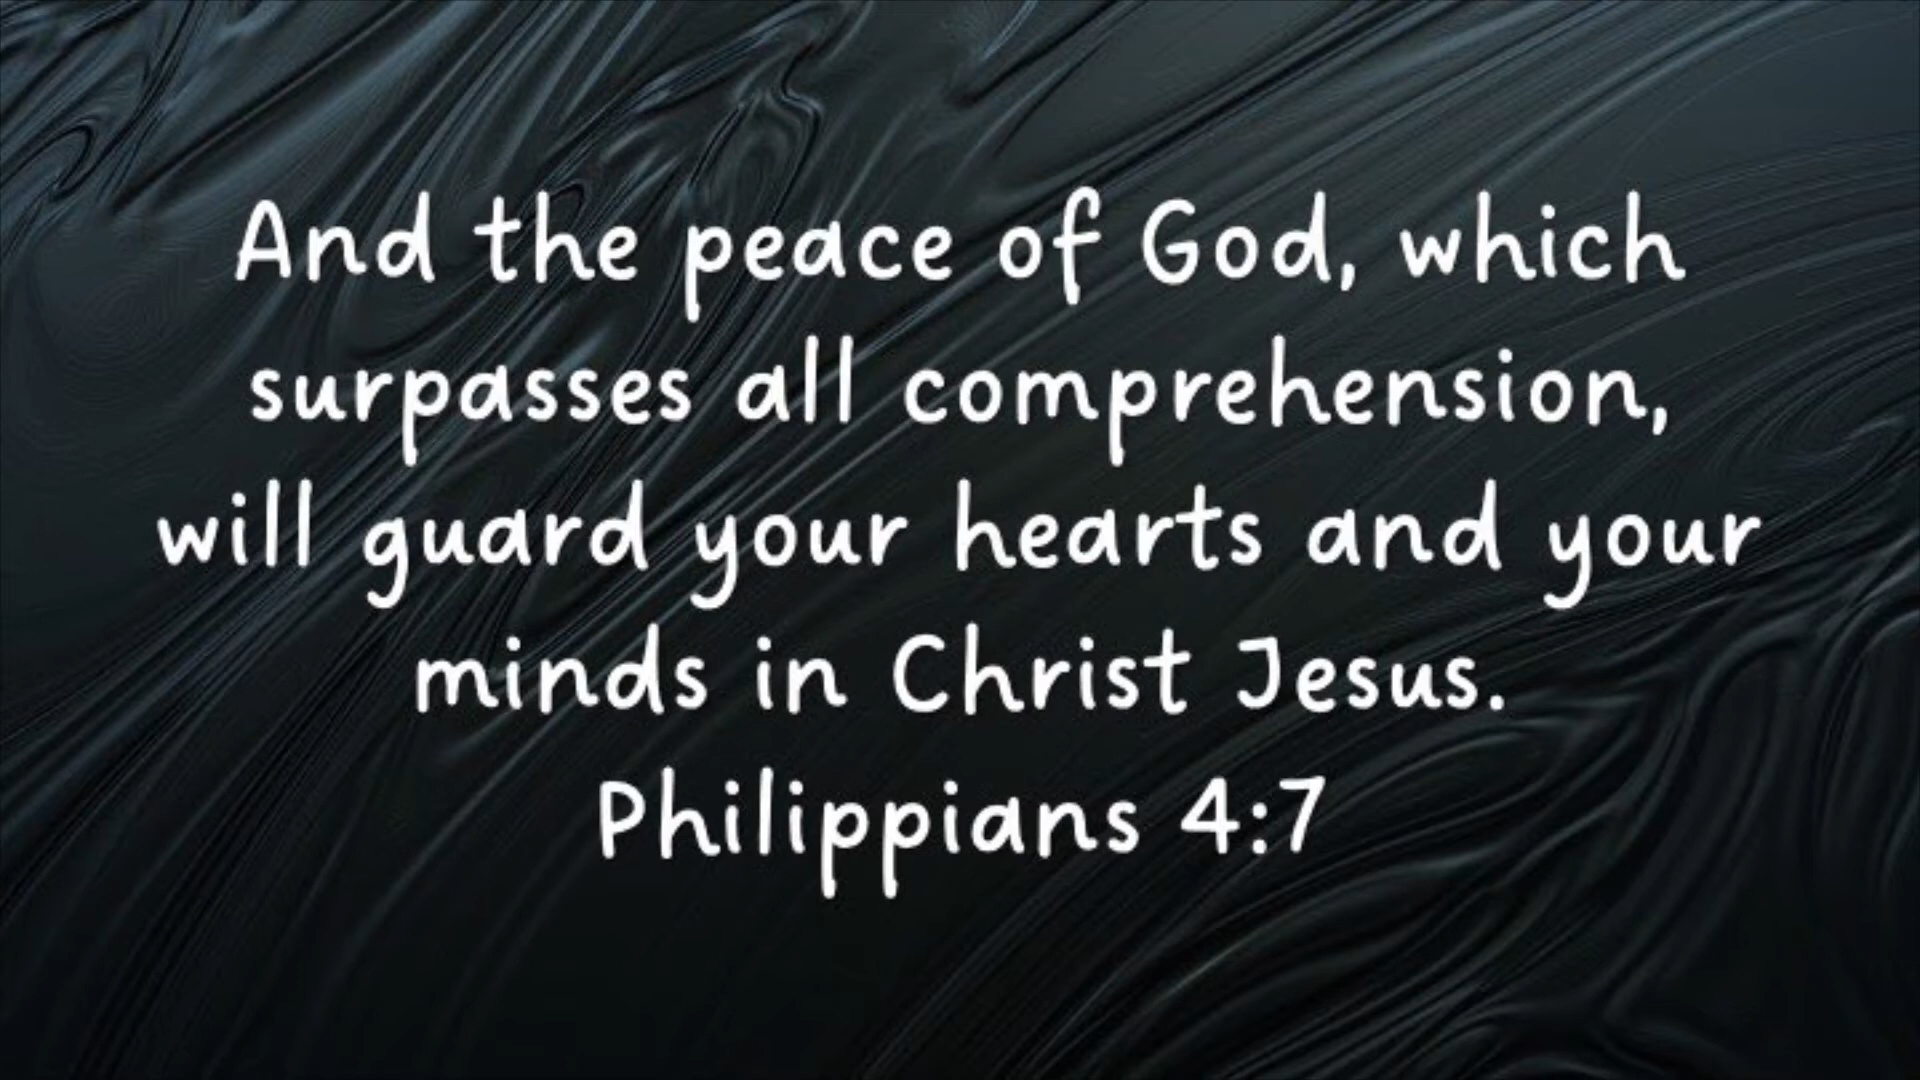 And the peace of God, which
surpasses all comprehension,
will guard your hearts and your
minds in Christ Jesus.
Philippians 4:7